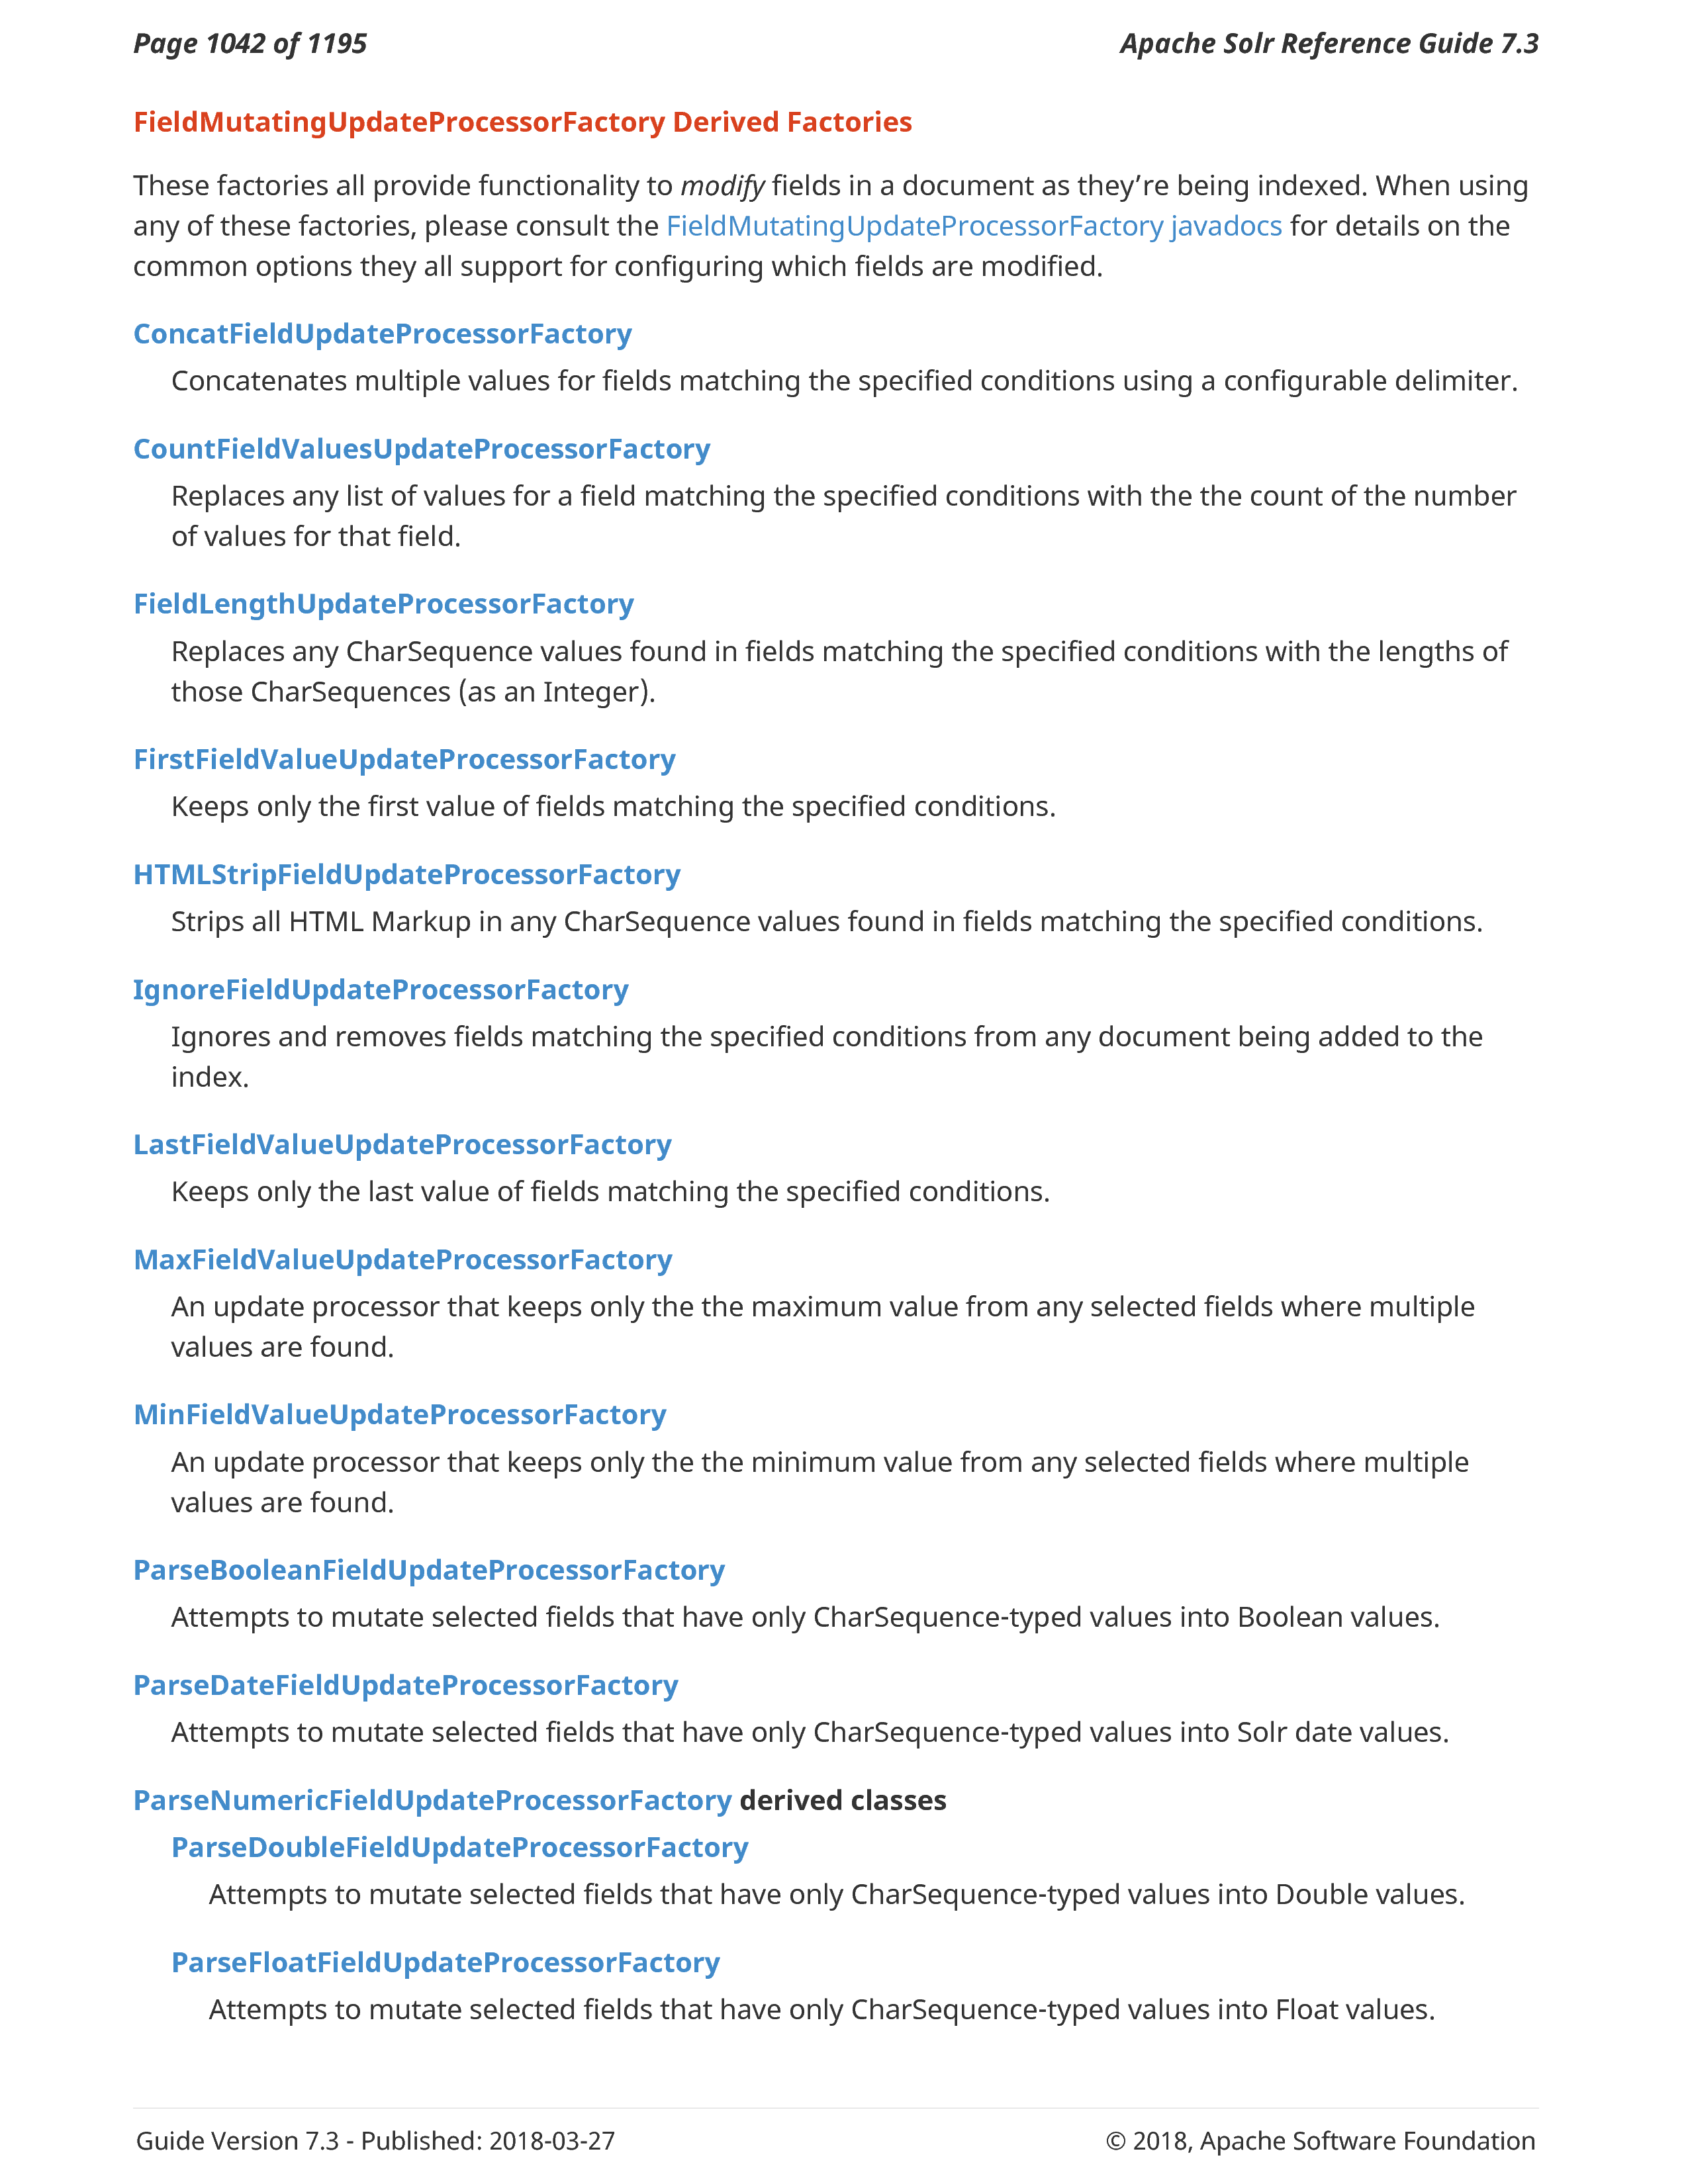 Page 1042 of 1195
Apache Solr Reference Guide 7.3
FieldMutatingUpdateProcessorFactory Derived Factories
These factories all provide functionality to modify fields in a document as they’re being indexed. When using
any of these factories, please consult the FieldMutatingUpdateProcessorFactory javadocs for details on the
common options they all support for configuring which fields are modified.
ConcatFieldUpdateProcessorFactory
Concatenates multiple values for fields matching the specified conditions using a configurable delimiter.
CountFieldValuesUpdateProcessorFactory
Replaces any list of values for a field matching the specified conditions with the the count of the number
of values for that field.
FieldLengthUpdateProcessorFactory
Replaces any CharSequence values found in fields matching the specified conditions with the lengths of
those CharSequences (as an Integer).
FirstFieldValueUpdateProcessorFactory
Keeps only the first value of fields matching the specified conditions.
HTMLStripFieldUpdateProcessorFactory
Strips all HTML Markup in any CharSequence values found in fields matching the specified conditions.
IgnoreFieldUpdateProcessorFactory
Ignores and removes fields matching the specified conditions from any document being added to the
index.
LastFieldValueUpdateProcessorFactory
Keeps only the last value of fields matching the specified conditions.
MaxFieldValueUpdateProcessorFactory
An update processor that keeps only the the maximum value from any selected fields where multiple
values are found.
MinFieldValueUpdateProcessorFactory
An update processor that keeps only the the minimum value from any selected fields where multiple
values are found.
ParseBooleanFieldUpdateProcessorFactory
Attempts to mutate selected fields that have only CharSequence-typed values into Boolean values.
ParseDateFieldUpdateProcessorFactory
Attempts to mutate selected fields that have only CharSequence-typed values into Solr date values.
ParseNumericFieldUpdateProcessorFactory derived classes
ParseDoubleFieldUpdateProcessorFactory
Attempts to mutate selected fields that have only CharSequence-typed values into Double values.
ParseFloatFieldUpdateProcessorFactory
Attempts to mutate selected fields that have only CharSequence-typed values into Float values.
Guide Version 7.3 - Published: 2018-03-27
© 2018, Apache Software Foundation